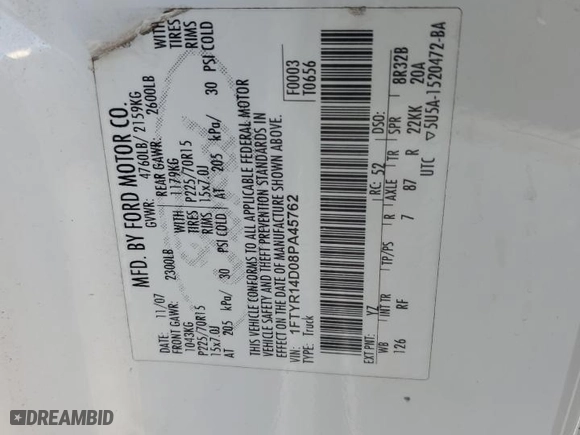 MFD. BY FORD MOTOR CO.
DATE: 11/07 GVWR: 4760LB/ 2159KG
FRONT GAWR: 2300LB REAR GAWR: 2600LB
1043KG 1179KG WITH
P225/70R15 P225/70R15 TIRES
15x7.0J 15x7.0J RIMS
AT 205 kPa/ 30 PSI COLD AT 205 kPa/ 30 PSI COLD
WITH
TIRES
RIMS
THIS VEHICLE CONFORMS TO ALL APPLICABLE FEDERAL MOTOR
VEHICLE SAFETY AND THEFT PREVENTION STANDARDS IN
EFFECT ON THE DATE OF MANUFACTURE SHOWN ABOVE.
VIN: 1FTYR14D08PA45762
TYPE: Truck
F0003
T0656
EXT PNT: YZ RC: 52 DSO:
WB INT TR TP/PS R AXLE TR SPR 8R32B
126 RF 7 87 R 22KK 20A
UTC ▽5U5A-1520472-BA
DREAMBID